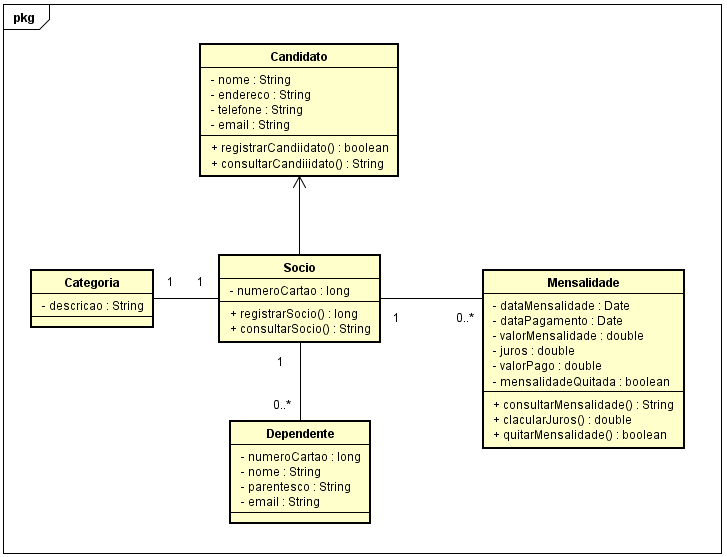 pkg
Candidato
- nome : String
- endereco : String
- telefone : String
- email : String
+ registrarCandiidato() : boolean
+ consultarCandiiidato() : String
Categoria
- descricao : String
1
1
Socio
- numeroCartao : long
+ registrarSocio() : long
+ consultarSocio() : String
1
0..*
Mensalidade
- dataMensalidade : Date
- dataPagamento : Date
- valorMensalidade : double
- juros : double
- valorPago : double
- mensalidadeQuitada : boolean
+ consultarMensalidade() : String
+ clacularJuros() : double
+ quitarMensalidade() : boolean
1
0..*
Dependente
- numeroCartao : long
- nome : String
- parentesco : String
- email : String